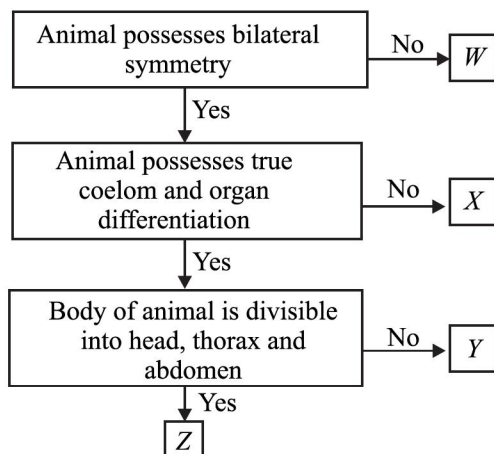 Animal possesses bilateral
symmetry
No
W
Yes
Animal possesses true
coelom and organ
differentiation
No
X
Yes
Body of animal is divisible
into head, thorax and
abdomen
No
Y
Yes
Z